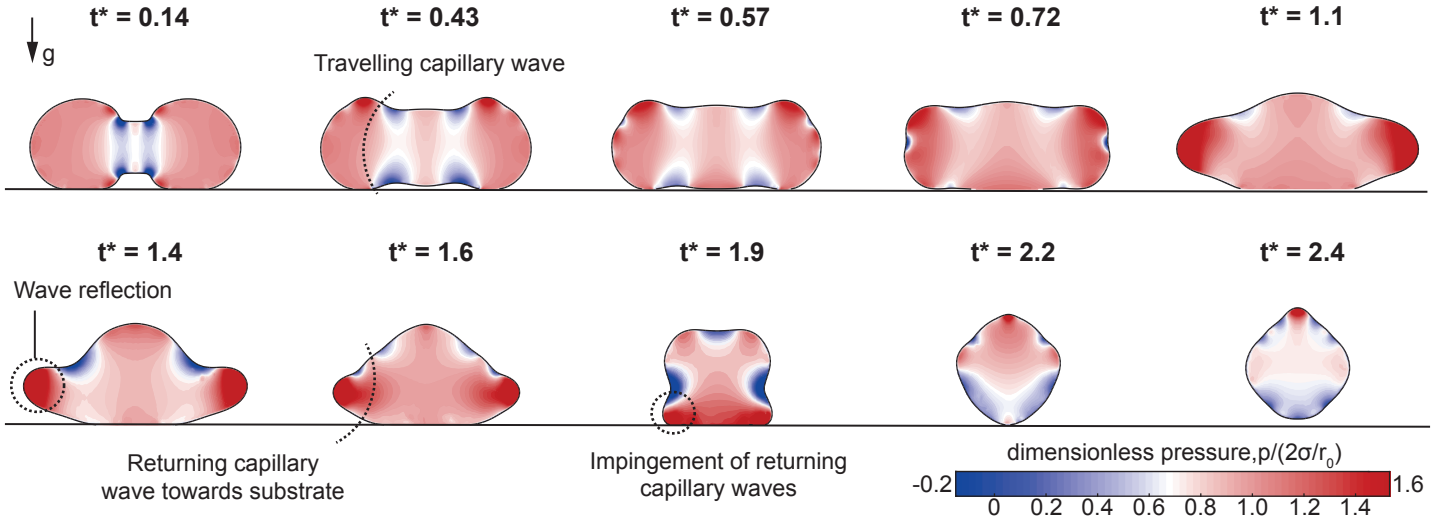 t* = 0.14
t* = 0.43
t* = 0.57
t* = 0.72
t* = 1.1
g
Travelling capillary wave
t* = 1.4
t* = 1.6
t* = 1.9
t* = 2.2
t* = 2.4
Wave reflection
Returning capillary
wave towards substrate
Impingement of returning
capillary waves
dimensionless pressure,p/(2σ/r₀)
-0.2
1.6
0 0.2 0.4 0.6 0.8 1.0 1.2 1.4